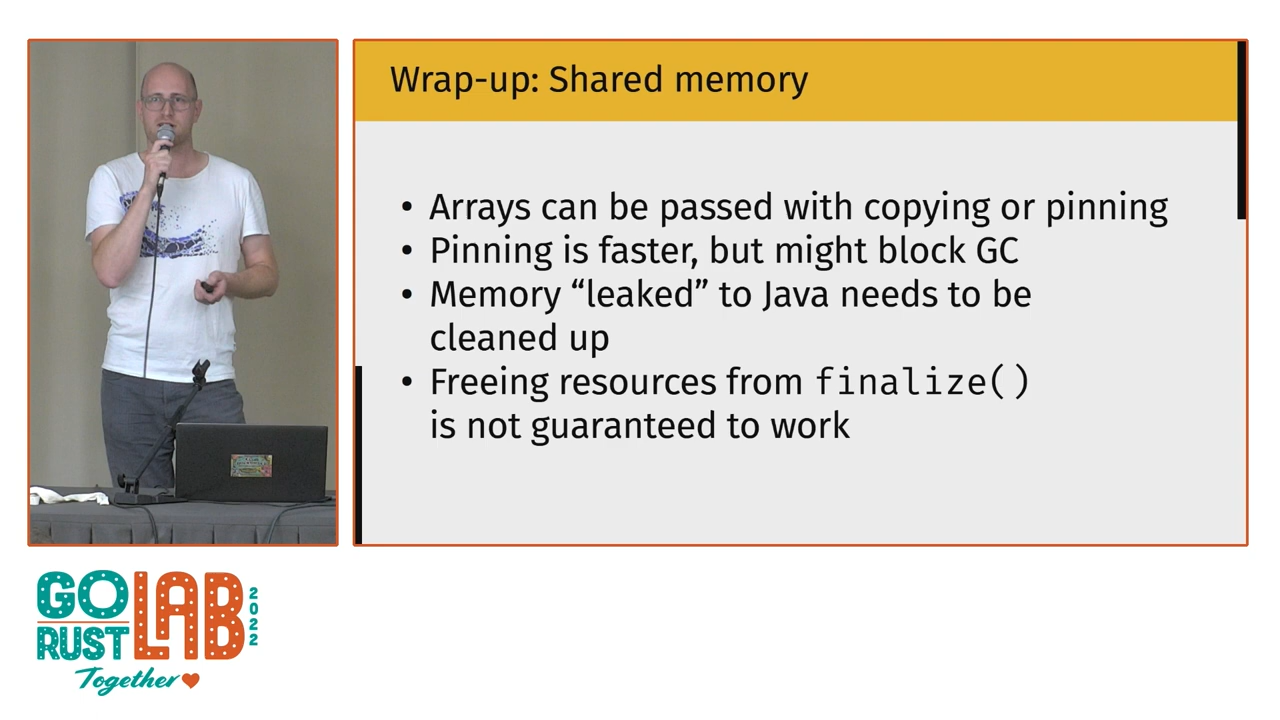 Wrap-up: Shared memory
• Arrays can be passed with copying or pinning
• Pinning is faster, but might block GC
• Memory “leaked” to Java needs to be
cleaned up
• Freeing resources from finalize()
is not guaranteed to work
GO LAB
RUST
2022
Together